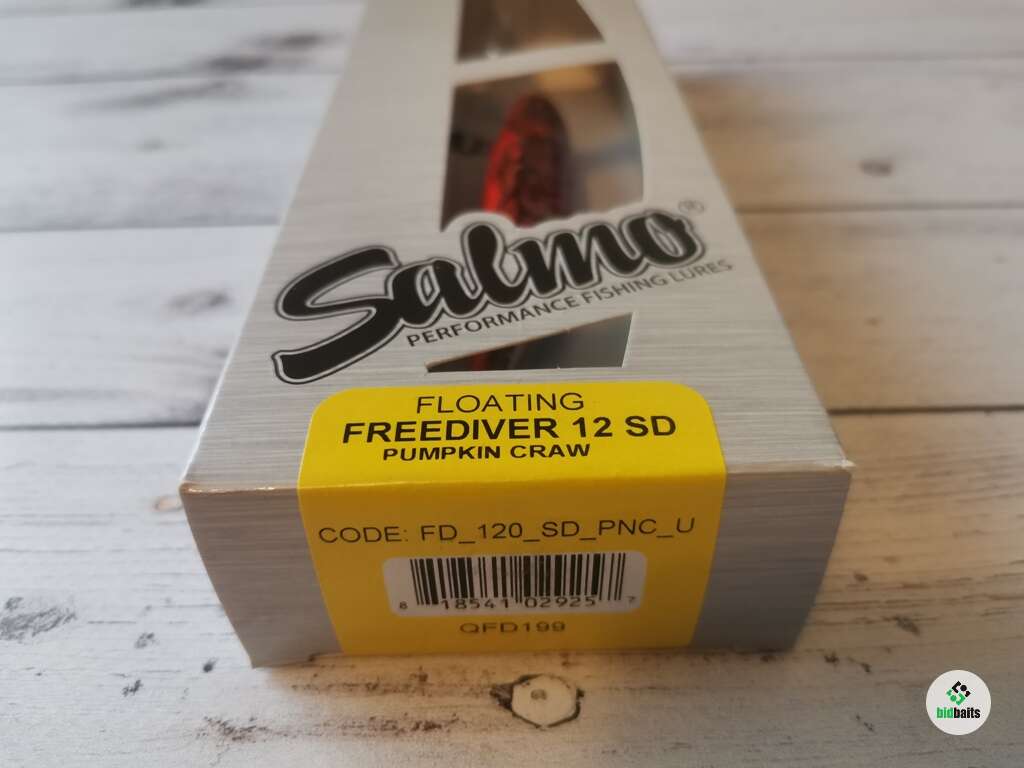 Salmo®
PERFORMANCE FISHING LURES
FLOATING
FREEDIVER 12 SD
PUMPKIN CRAW
CODE: FD_120_SD_PNC_U
8 18541 02925 7
QFD199
bidbaits